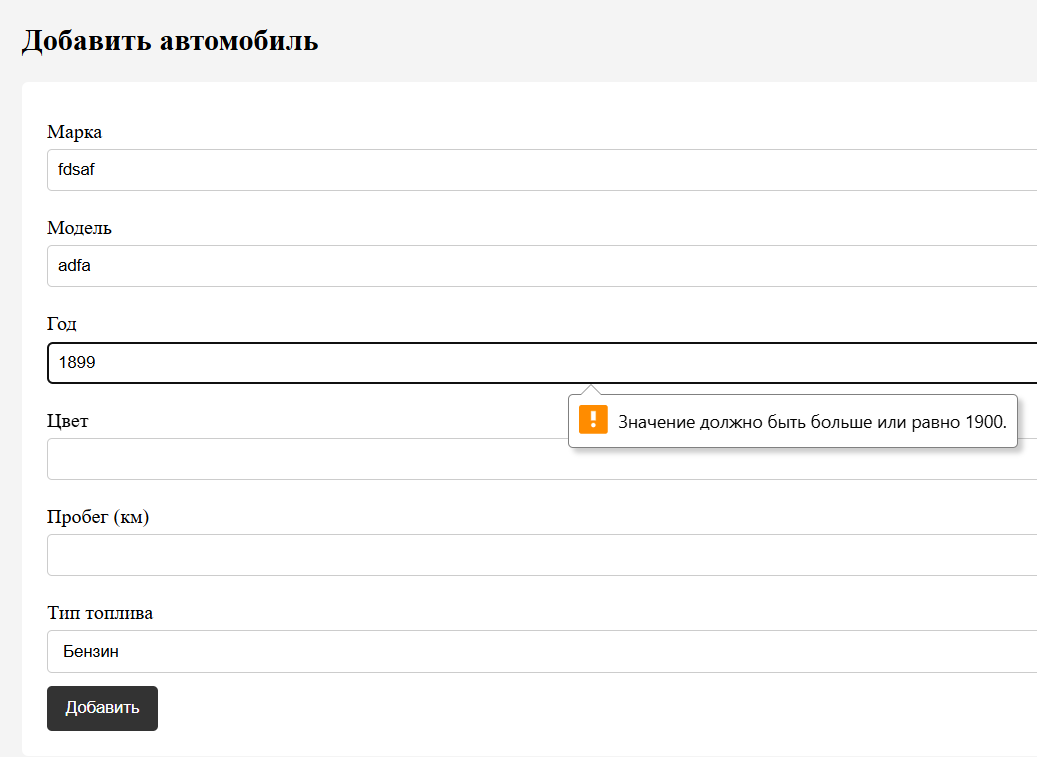 Добавить автомобиль
Марка
fdsaf
Модель
adfa
Год
1899
Значение должно быть больше или равно 1900.
Цвет
Пробег (км)
Тип топлива
Бензин
Добавить